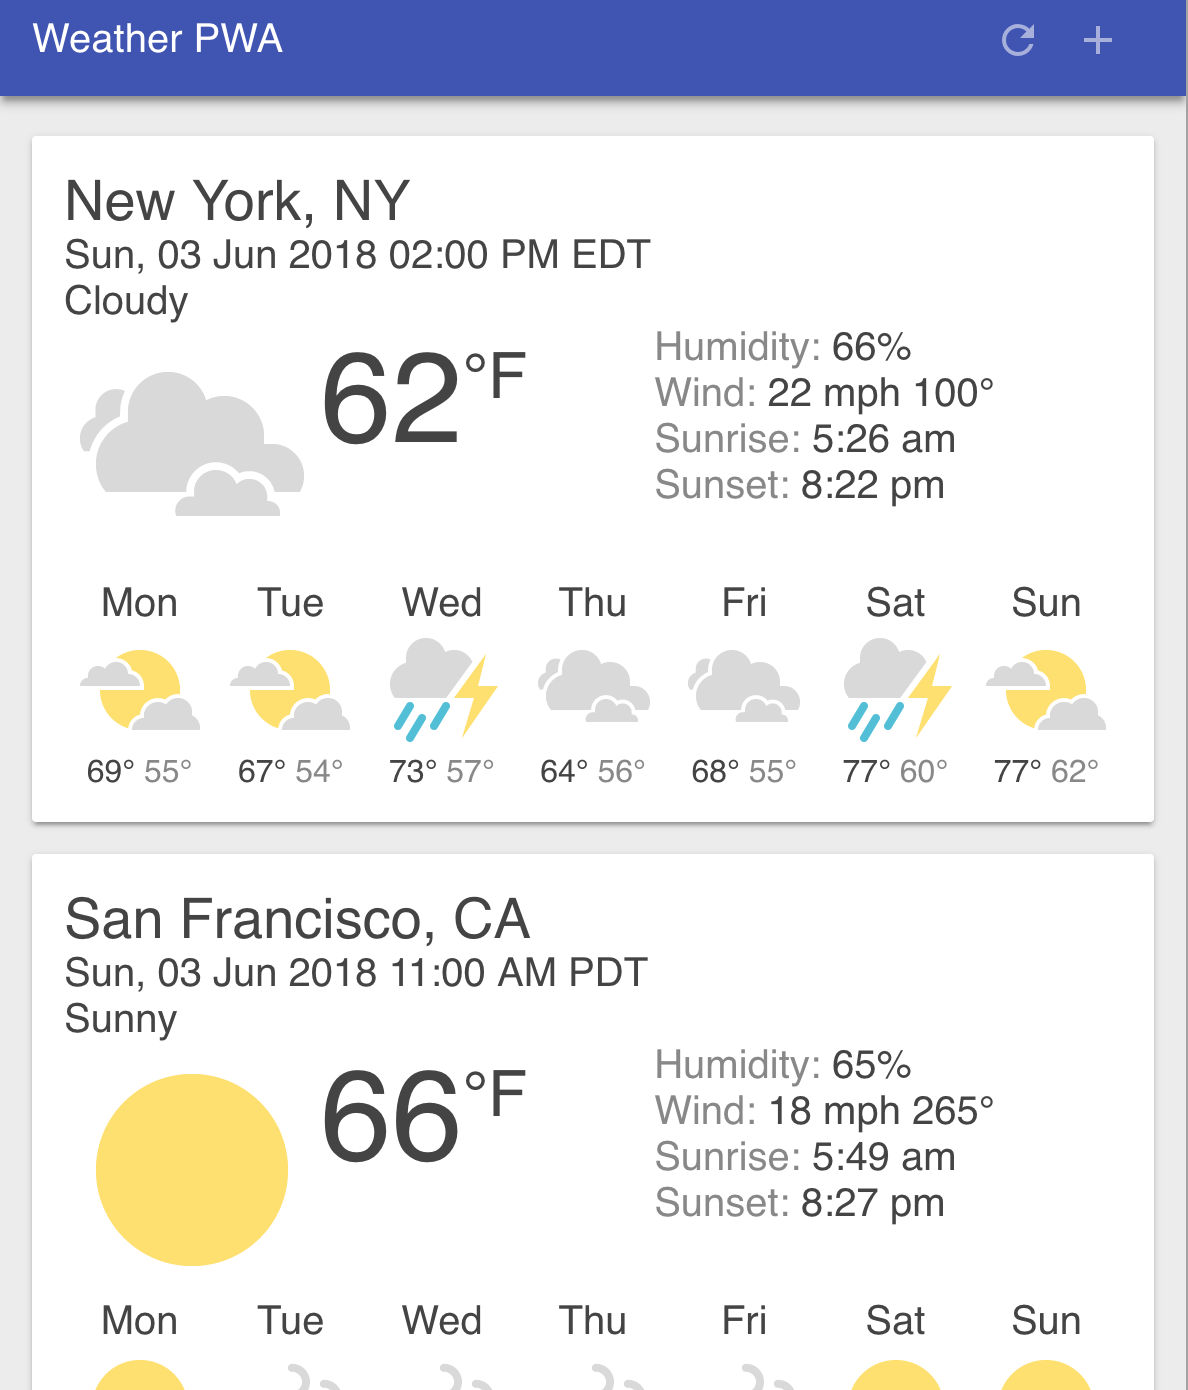 Weather PWA
New York, NY
Sun, 03 Jun 2018 02:00 PM EDT
Cloudy
62°F
Humidity: 66%
Wind: 22 mph 100°
Sunrise: 5:26 am
Sunset: 8:22 pm
Mon Tue Wed Thu Fri Sat Sun
69° 55° 67° 54° 73° 57° 64° 56° 68° 55° 77° 60° 77° 62°
San Francisco, CA
Sun, 03 Jun 2018 11:00 AM PDT
Sunny
66°F
Humidity: 65%
Wind: 18 mph 265°
Sunrise: 5:49 am
Sunset: 8:27 pm
Mon Tue Wed Thu Fri Sat Sun